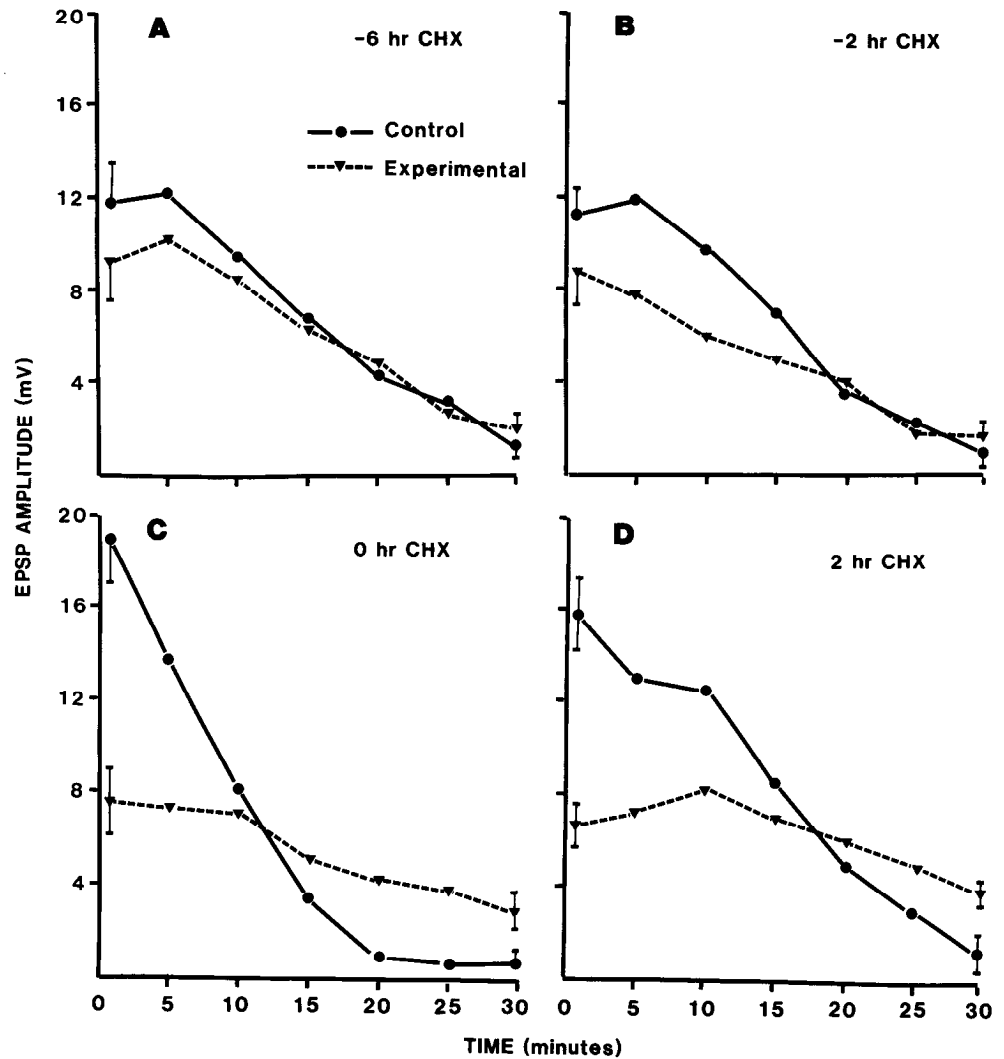 A
-6 hr CHX
B
-2 hr CHX
Control
Experimental
20
16
12
8
4
C
0 hr CHX
D
2 hr CHX
20
16
12
8
4
0 5 10 15 20 25 30
0 5 10 15 20 25 30
EPSP AMPLITUDE (mV)
TIME (minutes)